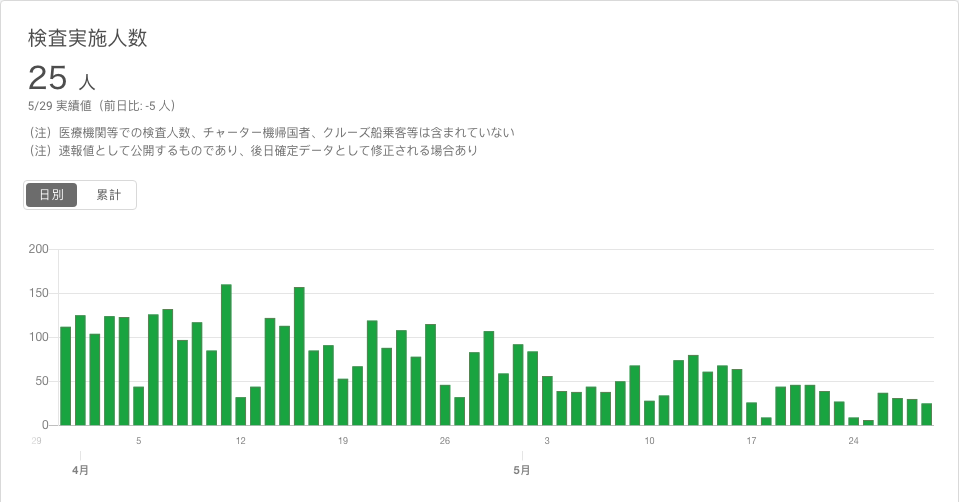 検査実施人数
25 人
5/29 実績値（前日比: -5 人）
（注）医療機関等での検査人数、チャーター機帰国者、クルーズ船乗客等は含まれていない
（注）速報値として公開するものであり、後日確定データとして修正される場合あり
日別 累計
200
150
100
50
0
29 5 12 19 26 3 10 17 24
4月 5月